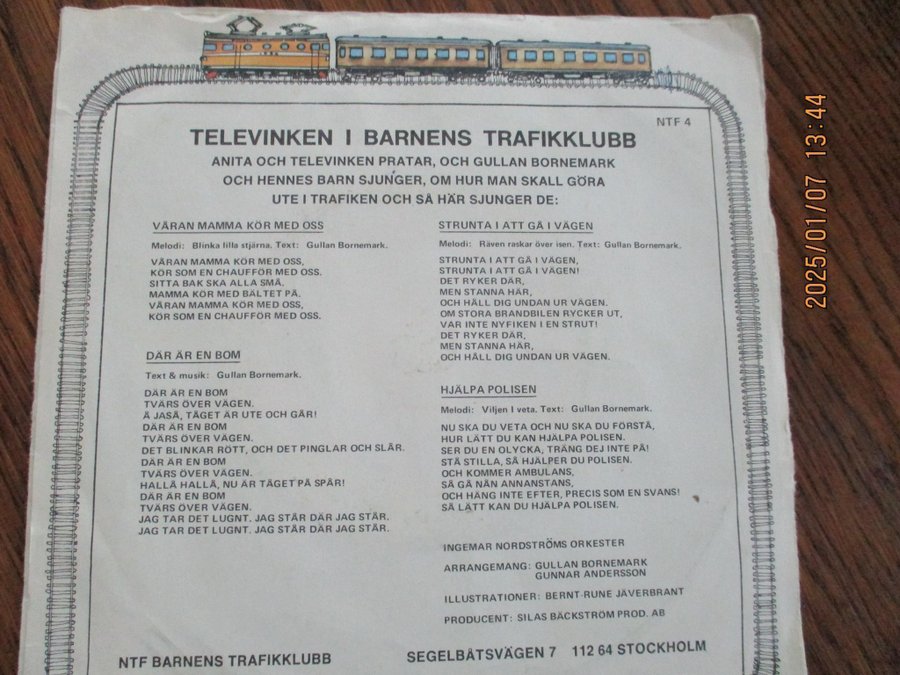 NTF 4
TELEVINKEN I BARNENS TRAFIKKLUBB
ANITA OCH TELEVINKEN PRATAR, OCH GULLAN BORNEMARK
OCH HENNES BARN SJUNGER, OM HUR MAN SKALL GÖRA
UTE I TRAFIKEN OCH SÅ HÄR SJUNGER DE:
VÅRAN MAMMA KÖR MED OSS
Melodi: Blinka lilla stjärna. Text: Gullan Bornemark.
VÅRAN MAMMA KÖR MED OSS,
KÖR SOM EN CHAUFFÖR MED OSS.
SITTA BAK SKA ALLA SMÅ,
MAMMA KÖR MED BÄLTET PÅ.
VÅRAN MAMMA KÖR MED OSS,
KÖR SOM EN CHAUFFÖR MED OSS.
DÄR ÄR EN BOM
Text & musik: Gullan Bornemark.
DÄR ÄR EN BOM
TVÄRS ÖVER VÄGEN.
Å JASÅ, TÅGET ÄR UTE OCH GÅR!
DÄR ÄR EN BOM
TVÄRS ÖVER VÄGEN.
DET BLINKAR RÖTT, OCH DET PINGLAR OCH SLÅR.
DÄR ÄR EN BOM
TVÄRS ÖVER VÄGEN.
HALLÅ HALLÅ, NU ÄR TÅGET PÅ SPÅR!
DÄR ÄR EN BOM
TVÄRS ÖVER VÄGEN.
JAG TAR DET LUGNT. JAG STÅR DÄR JAG STÅR.
JAG TAR DET LUGNT. JAG STÅR DÄR JAG STÅR.
STRUNTA I ATT GÅ I VÄGEN
Melodi: Räven raskar över isen. Text: Gullan Bornemark.
STRUNTA I ATT GÅ I VÄGEN,
STRUNTA I ATT GÅ I VÄGEN!
DET RYKER DÄR,
MEN STANNA HÄR,
OCH HÅLL DIG UNDAN UR VÄGEN.
OM STORA BRANDBILEN RYCKER UT,
VAR INTE NYFIKEN I EN STRUT!
DET RYKER DÄR,
MEN STANNA HÄR,
OCH HÅLL DIG UNDAN UR VÄGEN.
HJÄLPA POLISEN
Melodi: Viljen I veta. Text: Gullan Bornemark.
NU SKA DU VETA OCH NU SKA DU FÖRSTÅ,
HUR LÄTT DU KAN HJÄLPA POLISEN.
SER DU EN OLYCKA, TRÄNG DEJ INTE PÅ!
STÅ STILLA, SÅ HJÄLPER DU POLISEN.
OCH KOMMER AMBULANS,
SÅ GÅ NÅN ANNANSTANS,
OCH HÄNG INTE EFTER, PRECIS SOM EN SVANS!
SÅ LÄTT KAN DU HJÄLPA POLISEN.
INGEMAR NORDSTRÖMS ORKESTER
ARRANGEMANG: GULLAN BORNEMARK
GUNNAR ANDERSSON
ILLUSTRATIONER: BERNT-RUNE JÄVERBRANT
PRODUCENT: SILAS BÄCKSTRÖM PROD. AB
NTF BARNENS TRAFIKKLUBB SEGELBÅTSVÄGEN 7 112 64 STOCKHOLM
2025/01/07 13:44